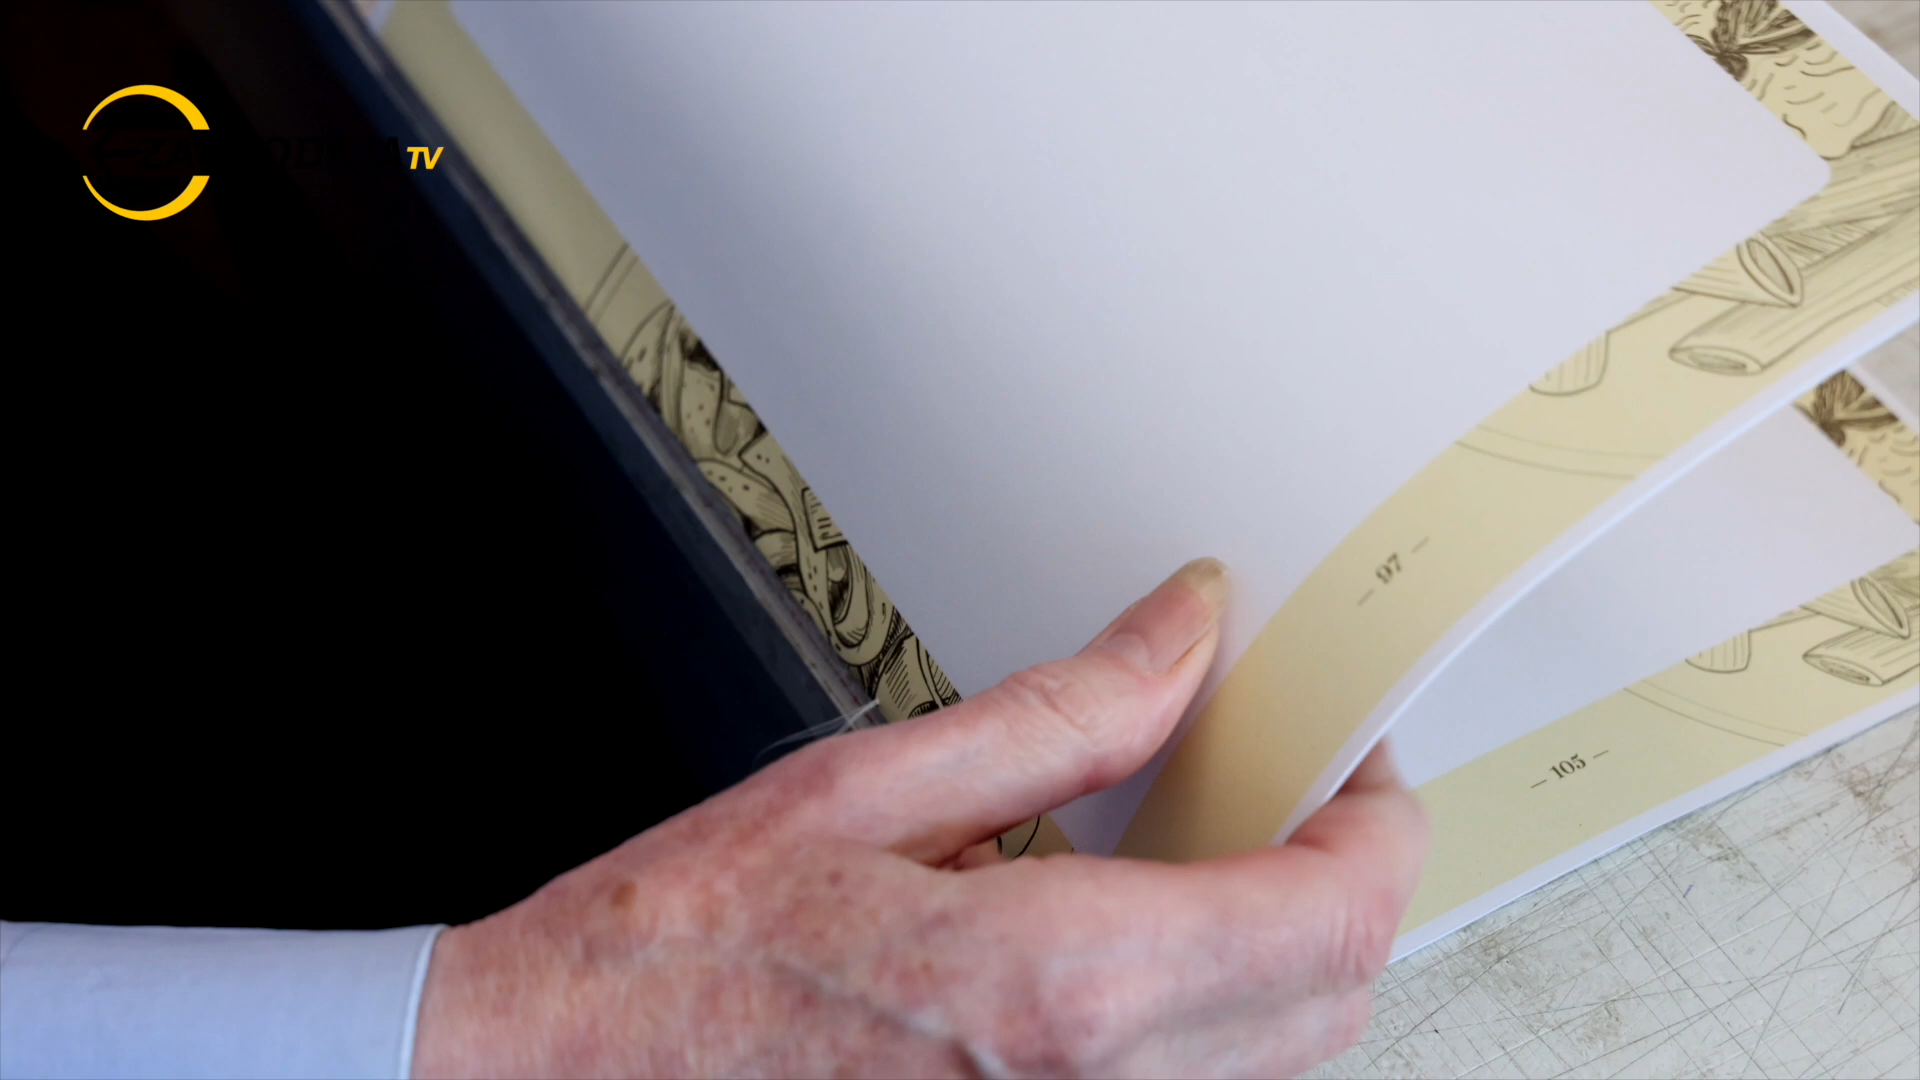 TV
— 97 —
— 105 —